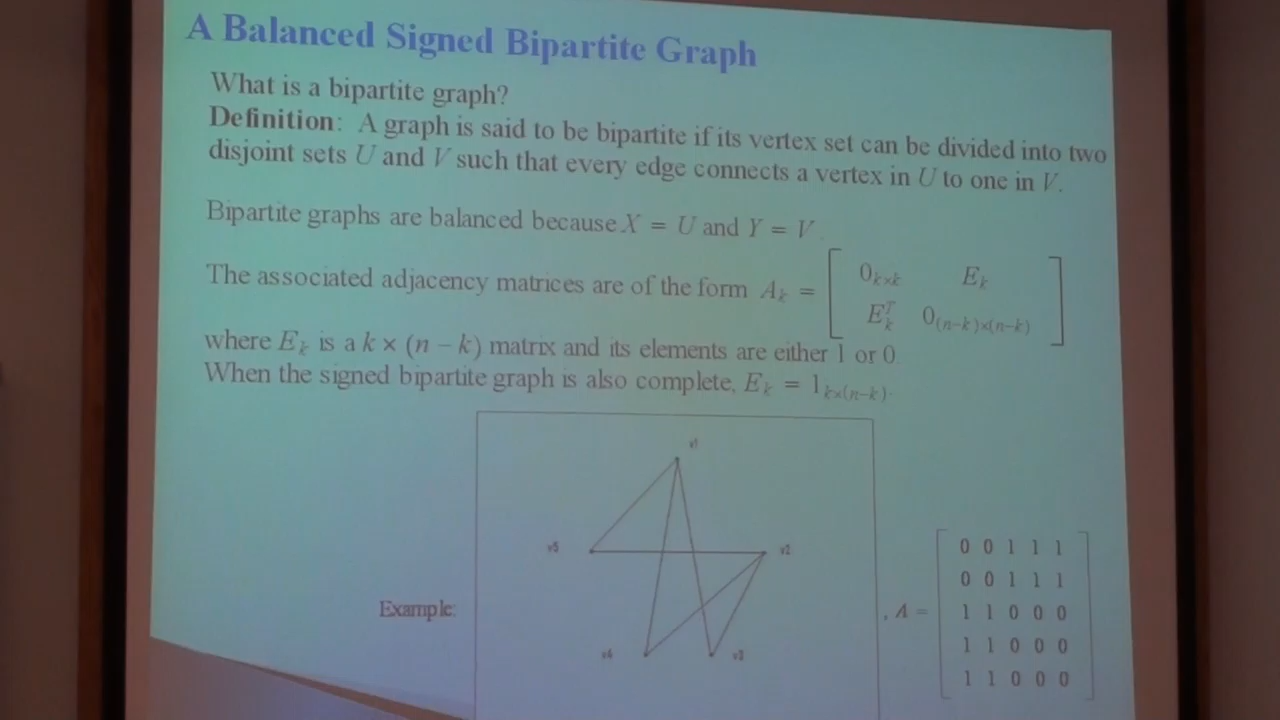 A Balanced Signed Bipartite Graph
What is a bipartite graph?
Definition: A graph is said to be bipartite if its vertex set can be divided into two
disjoint sets U and V such that every edge connects a vertex in U to one in V.
Bipartite graphs are balanced because X = U and Y = V.
The associated adjacency matrices are of the form A_k = [ 0_{k×k} E_k
E_k^T 0_{(n−k)×(n−k)} ]
where E_k is a k × (n − k) matrix and its elements are either 1 or 0
When the signed bipartite graph is also complete, E_k = 1_{k×(n−k)}.
v1
v5
v2
v4
v3
Example:
, A =
0 0 1 1 1
0 0 1 1 1
1 1 0 0 0
1 1 0 0 0
1 1 0 0 0